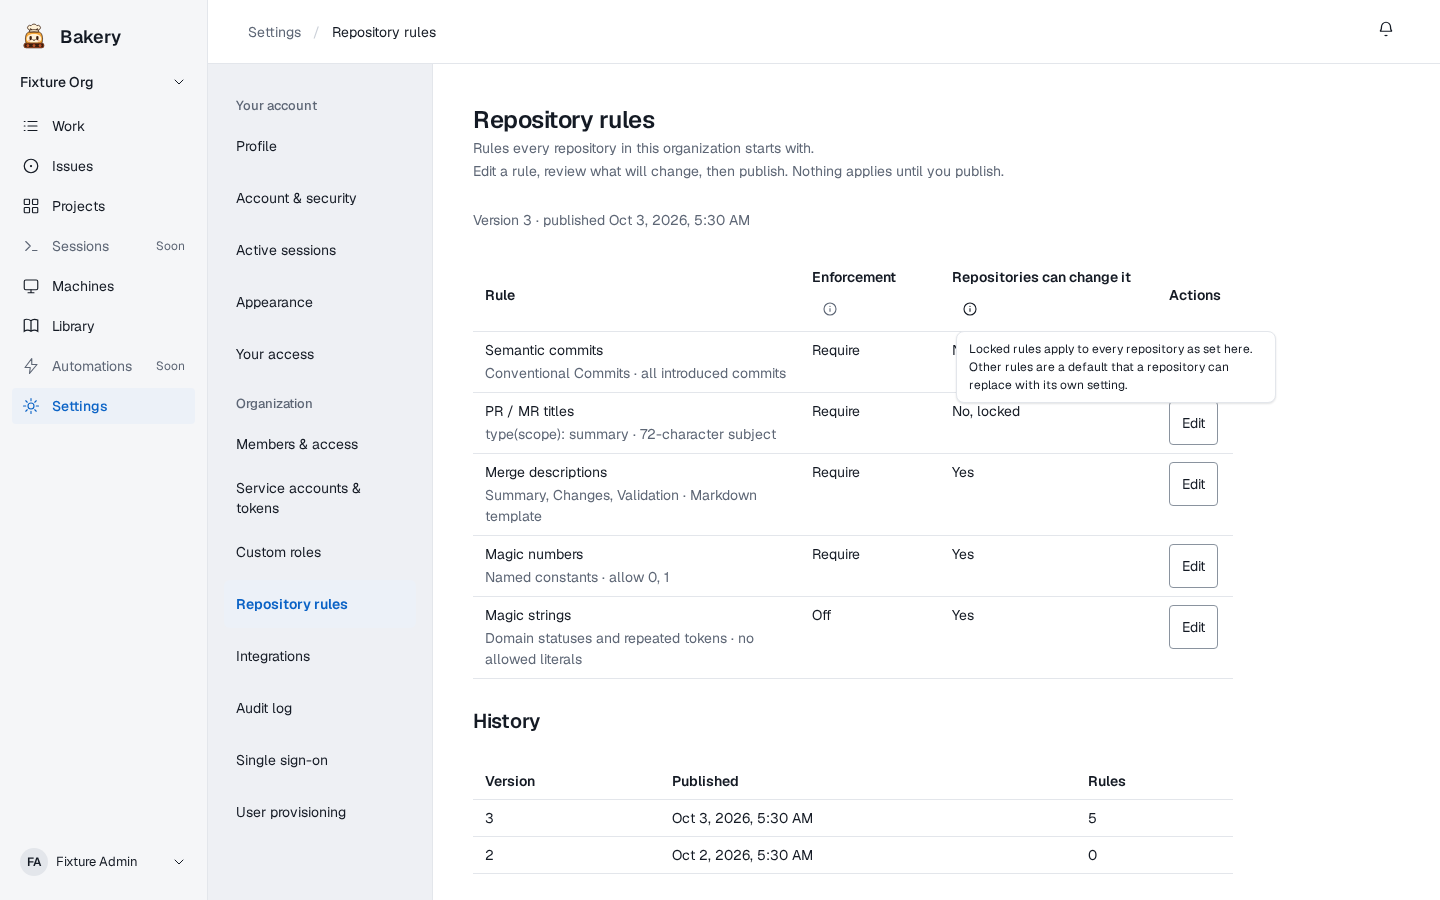 Bakery
Fixture Org
Work
Issues
Projects
Sessions Soon
Machines
Library
Automations Soon
Settings
FA Fixture Admin
Settings / Repository rules
Your account
Profile
Account & security
Active sessions
Appearance
Your access
Organization
Members & access
Service accounts &
tokens
Custom roles
Repository rules
Integrations
Audit log
Single sign-on
User provisioning
Repository rules
Rules every repository in this organization starts with.
Edit a rule, review what will change, then publish. Nothing applies until you publish.
Version 3 · published Oct 3, 2026, 5:30 AM
Rule Enforcement Repositories can change it Actions
Semantic commits Require
Conventional Commits · all introduced commits
Locked rules apply to every repository as set here.
Other rules are a default that a repository can
replace with its own setting.
PR / MR titles Require No, locked Edit
type(scope): summary · 72-character subject
Merge descriptions Require Yes Edit
Summary, Changes, Validation · Markdown
template
Magic numbers Require Yes Edit
Named constants · allow 0, 1
Magic strings Off Yes Edit
Domain statuses and repeated tokens · no
allowed literals
History
Version Published Rules
3 Oct 3, 2026, 5:30 AM 5
2 Oct 2, 2026, 5:30 AM 0